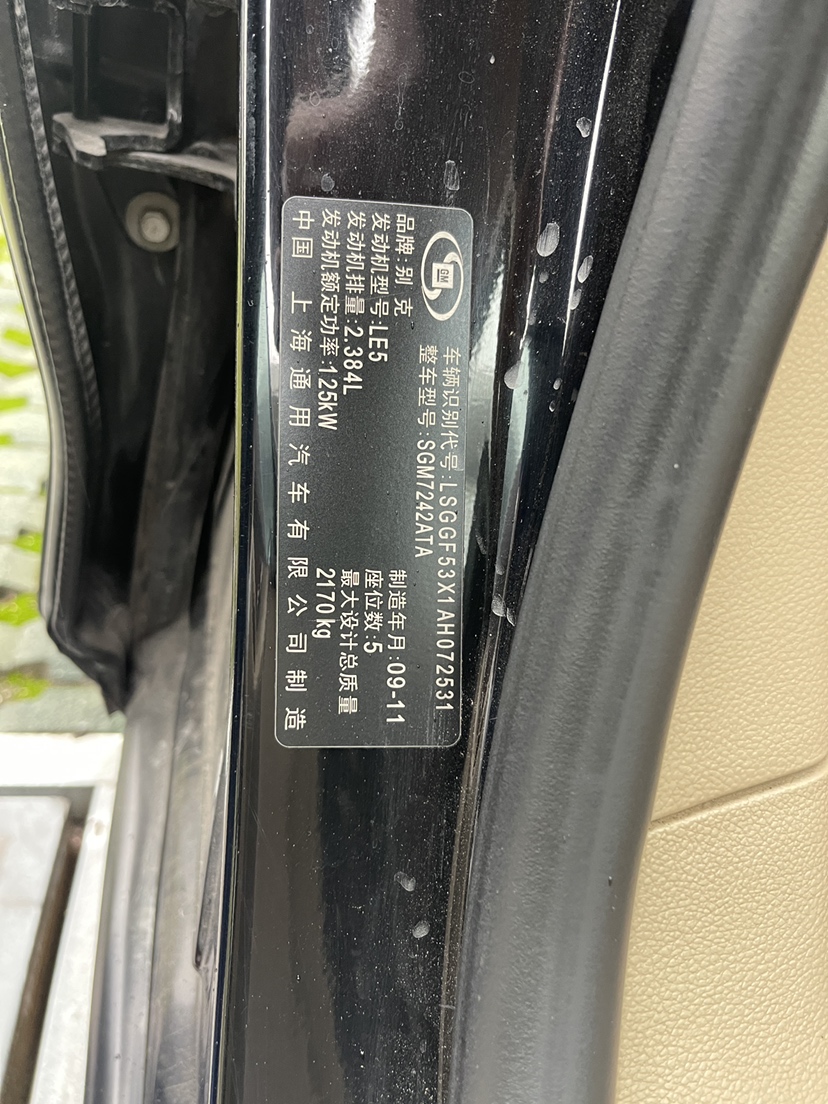 GM
车辆识别代号:LSGGF53X1AH072531
整车型号:SGM7242ATA
品牌:别克
制造年月:09-11
发动机型号:LE5
座位数:5
发动机排量:2.384L
最大设计总质量
发动机额定功率:125kW
2170kg
中国 上海通用汽车有限公司制造